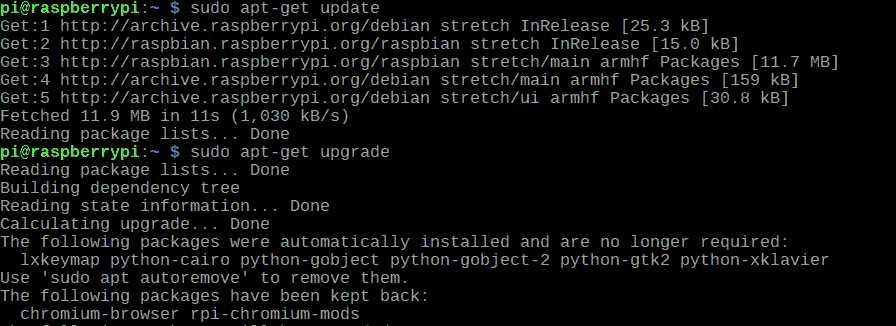 pi@raspberrypi:~ $ sudo apt-get update
Get:1 http://archive.raspberrypi.org/debian stretch InRelease [25.3 kB]
Get:2 http://raspbian.raspberrypi.org/raspbian stretch InRelease [15.0 kB]
Get:3 http://raspbian.raspberrypi.org/raspbian stretch/main armhf Packages [11.7 MB]
Get:4 http://archive.raspberrypi.org/debian stretch/main armhf Packages [159 kB]
Get:5 http://archive.raspberrypi.org/debian stretch/ui armhf Packages [30.8 kB]
Fetched 11.9 MB in 11s (1,030 kB/s)
Reading package lists... Done
pi@raspberrypi:~ $ sudo apt-get upgrade
Reading package lists... Done
Building dependency tree
Reading state information... Done
Calculating upgrade... Done
The following packages were automatically installed and are no longer required:
  lxkeymap python-cairo python-gobject python-gobject-2 python-gtk2 python-xklavier
Use 'sudo apt autoremove' to remove them.
The following packages have been kept back:
  chromium-browser rpi-chromium-mods